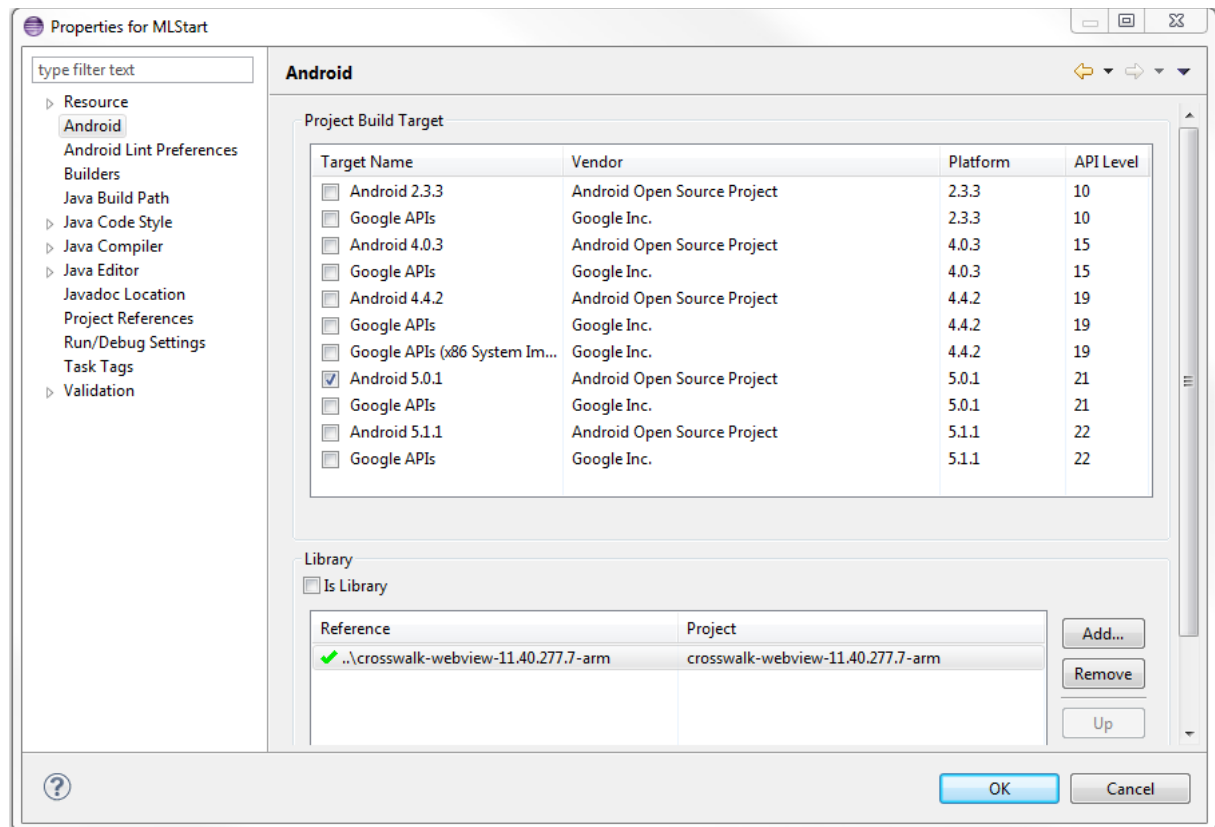 Properties for MLStart
type filter text
Resource
Android
Android Lint Preferences
Builders
Java Build Path
Java Code Style
Java Compiler
Java Editor
Javadoc Location
Project References
Run/Debug Settings
Task Tags
Validation
Android
Project Build Target
Target Name Vendor Platform API Level
Android 2.3.3 Android Open Source Project 2.3.3 10
Google APIs Google Inc. 2.3.3 10
Android 4.0.3 Android Open Source Project 4.0.3 15
Google APIs Google Inc. 4.0.3 15
Android 4.4.2 Android Open Source Project 4.4.2 19
Google APIs Google Inc. 4.4.2 19
Google APIs (x86 System Im... Google Inc. 4.4.2 19
Android 5.0.1 Android Open Source Project 5.0.1 21
Google APIs Google Inc. 5.0.1 21
Android 5.1.1 Android Open Source Project 5.1.1 22
Google APIs Google Inc. 5.1.1 22
Library
Is Library
Reference Project
..\crosswalk-webview-11.40.277.7-arm crosswalk-webview-11.40.277.7-arm
Add...
Remove
Up
OK Cancel